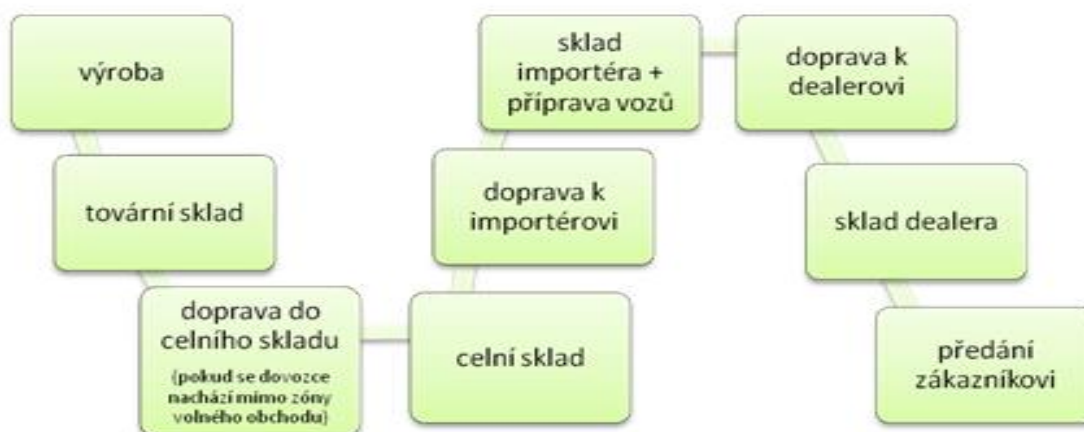 výroba
tovární sklad
doprava do
celního skladu
(pokud se dovozce
nachází mimo zóny
volného obchodu)
celní sklad
doprava k
importérovi
sklad
importéra +
příprava vozů
doprava k
dealerovi
sklad dealera
předání
zákazníkovi